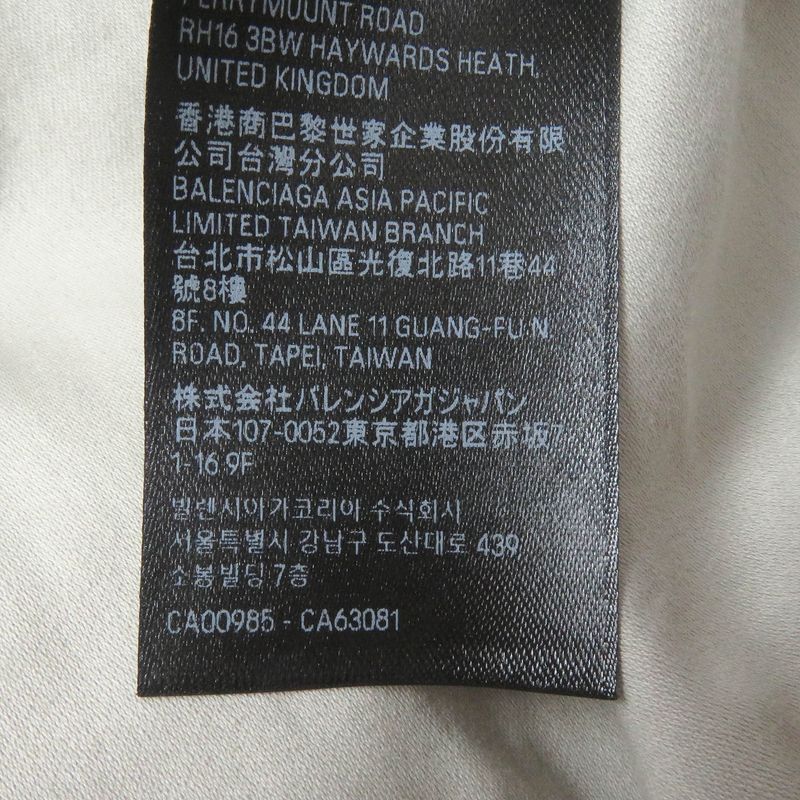 PERRYMOUNT ROAD
RH16 3BW HAYWARDS HEATH,
UNITED KINGDOM
香港商巴黎世家企業股份有限
公司台灣分公司
BALENCIAGA ASIA PACIFIC
LIMITED TAIWAN BRANCH
台北市松山區光復北路11巷44
號8樓
8F. NO. 44 LANE 11 GUANG-FU N.
ROAD, TAPEI, TAIWAN
株式会社バレンシアガジャパン
日本107-0052東京都港区赤坂7-
1-16 9F
발렌시아가코리아 수식회사
서울특별시 강남구 도산대로 439
소봉빌딩 7층
CA00985 - CA63081